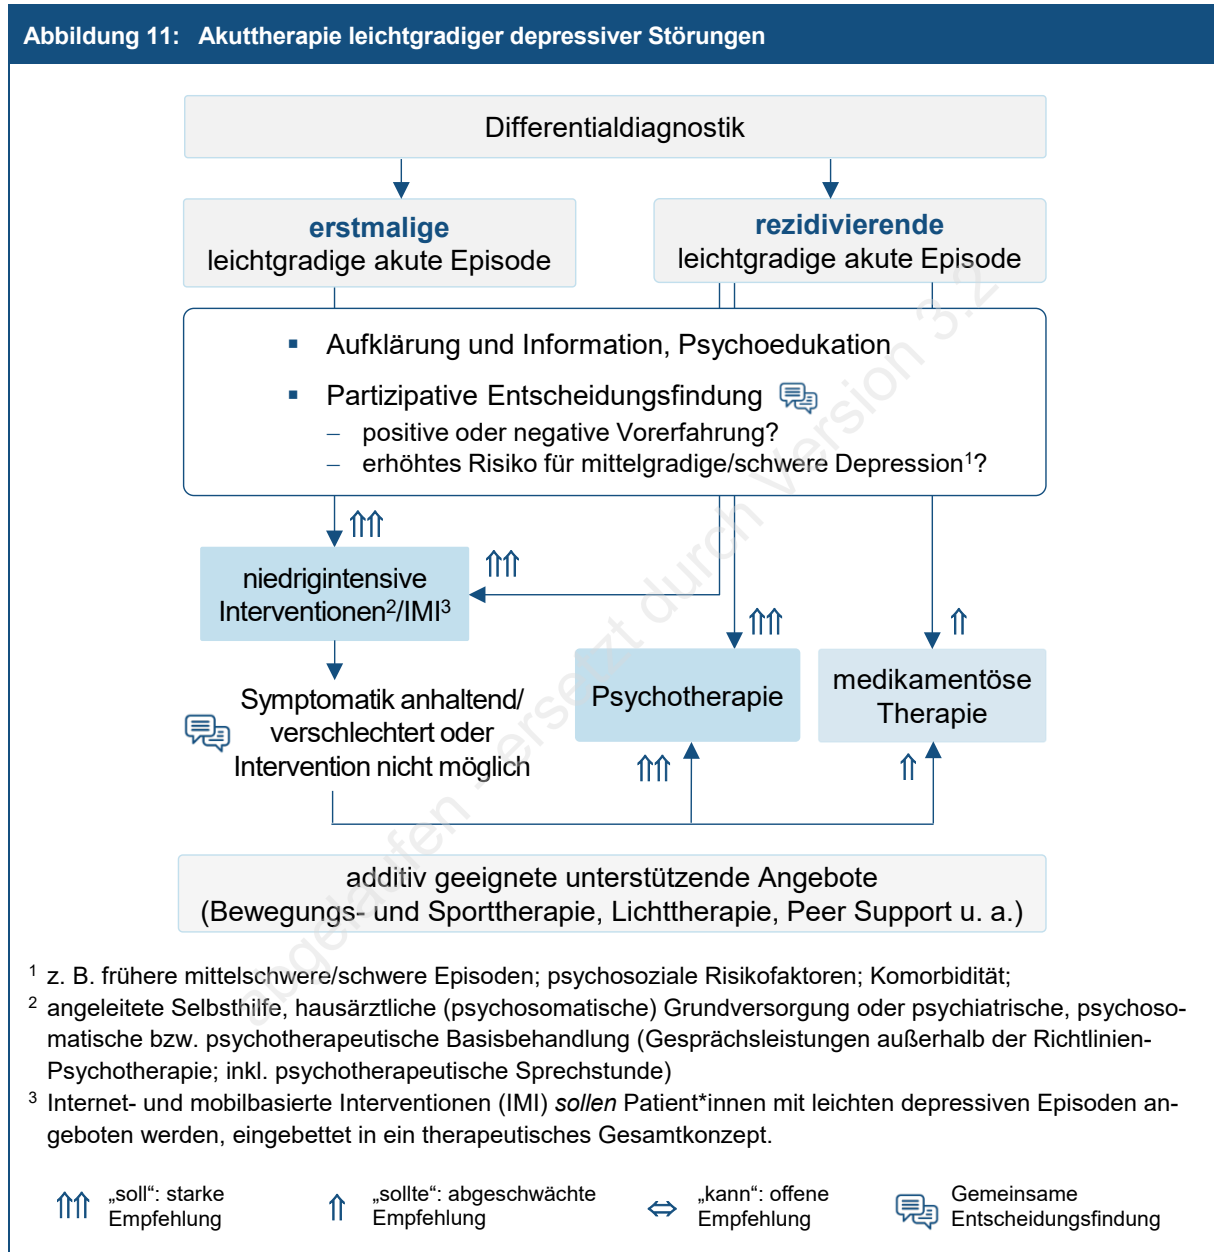 Abbildung 11: Akuttherapie leichtgradiger depressiver Störungen
Differentialdiagnostik
erstmalige
leichtgradige akute Episode
rezidivierende
leichtgradige akute Episode
▪ Aufklärung und Information, Psychoedukation
▪ Partizipative Entscheidungsfindung
– positive oder negative Vorerfahrung?
– erhöhtes Risiko für mittelgradige/schwere Depression¹?
⇑⇑
niedrigintensive
Interventionen²/IMI³
⇑⇑
⇑⇑
⇑
Symptomatik anhaltend/
verschlechtert oder
Intervention nicht möglich
Psychotherapie
medikamentöse
Therapie
⇑⇑
⇑
additiv geeignete unterstützende Angebote
(Bewegungs- und Sporttherapie, Lichttherapie, Peer Support u. a.)
abgelaufen - ersetzt durch Version 3.2
¹ z. B. frühere mittelschwere/schwere Episoden; psychosoziale Risikofaktoren; Komorbidität;
² angeleitete Selbsthilfe, hausärztliche (psychosomatische) Grundversorgung oder psychiatrische, psychoso-
matische bzw. psychotherapeutische Basisbehandlung (Gesprächsleistungen außerhalb der Richtlinien-
Psychotherapie; inkl. psychotherapeutische Sprechstunde)
³ Internet- und mobilbasierte Interventionen (IMI) sollen Patient*innen mit leichten depressiven Episoden an-
geboten werden, eingebettet in ein therapeutisches Gesamtkonzept.
⇑⇑ „soll“: starke
Empfehlung
⇑ „sollte“: abgeschwächte
Empfehlung
⇔ „kann“: offene
Empfehlung
Gemeinsame
Entscheidungsfindung